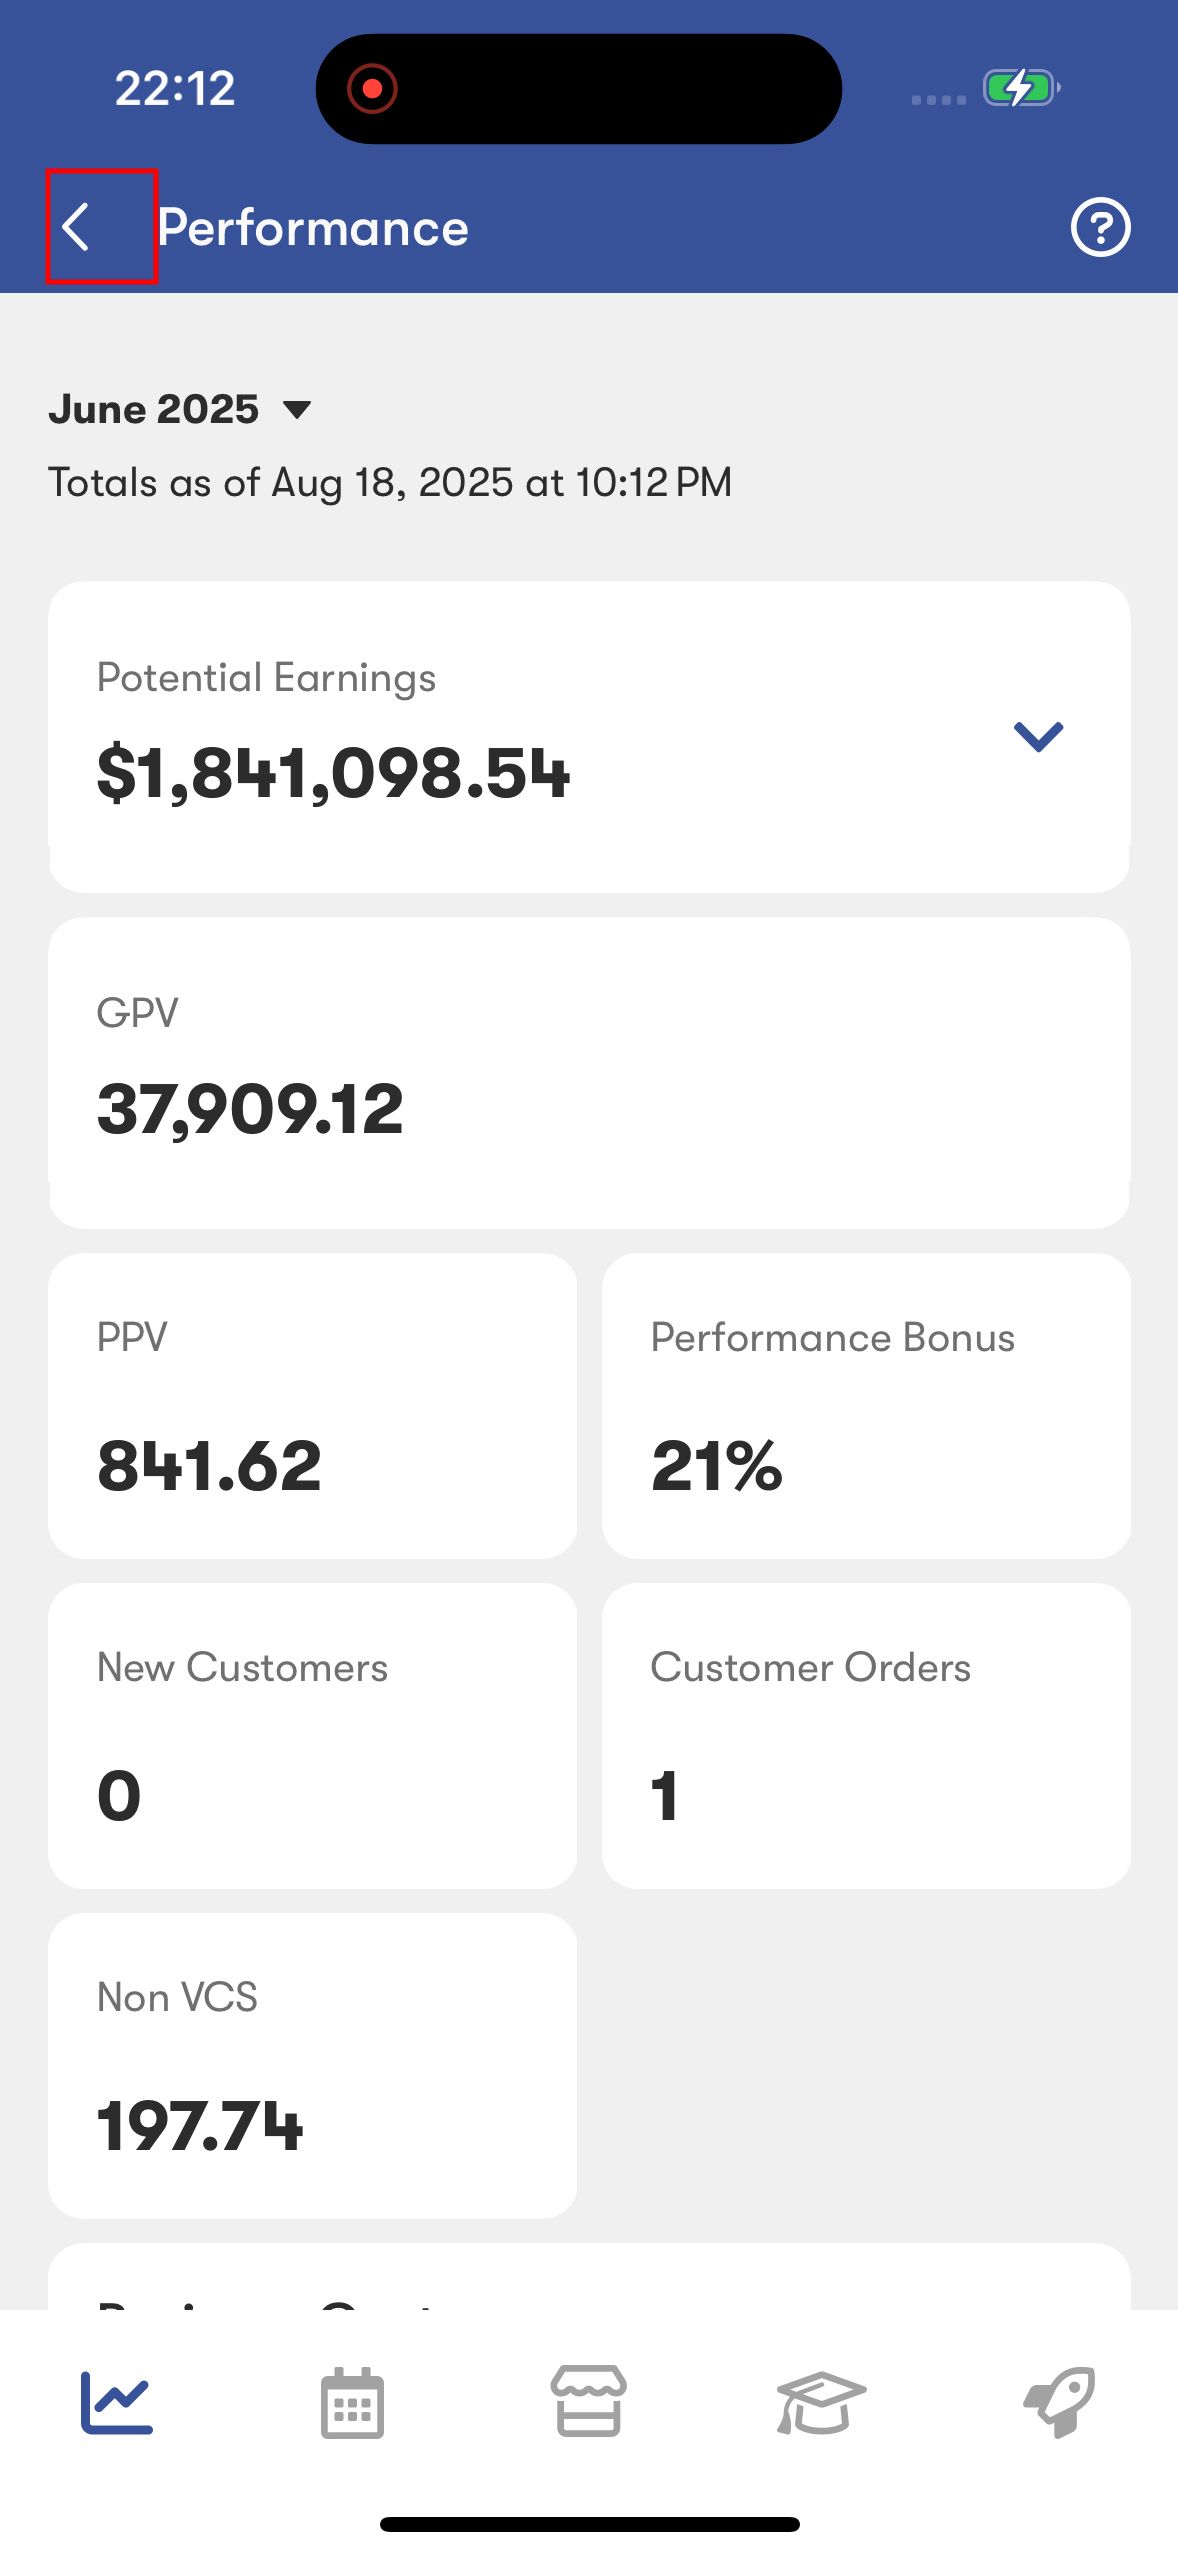 22:12
Performance
June 2025
Totals as of Aug 18, 2025 at 10:12 PM
Potential Earnings
$1,841,098.54
GPV
37,909.12
PPV
Performance Bonus
841.62
21%
New Customers
Customer Orders
0
1
Non VCS
197.74